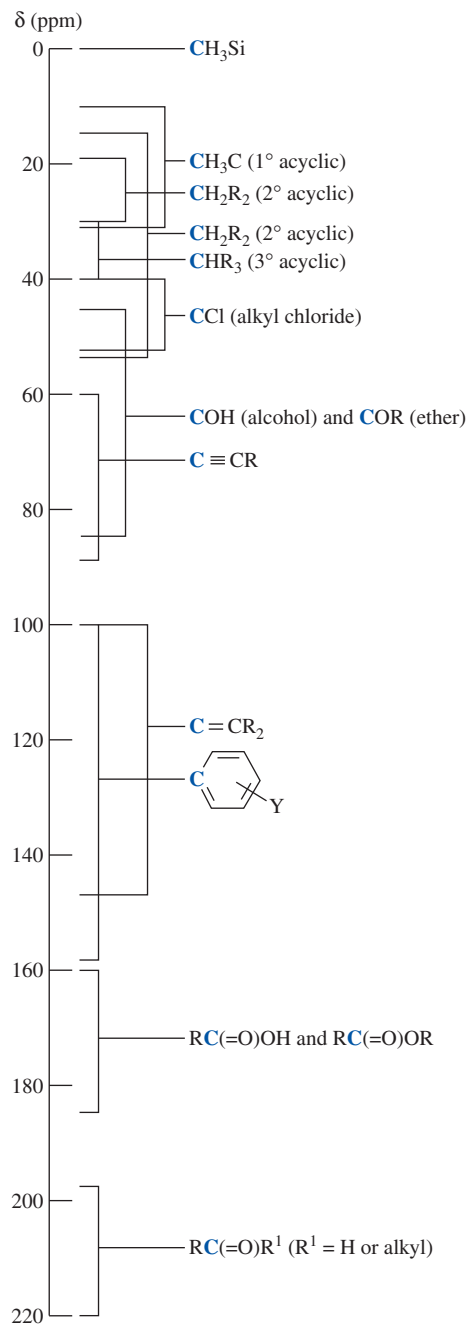 δ (ppm)
0
CH₃Si
CH₃C (1° acyclic)
20
CH₂R₂ (2° acyclic)
CH₂R₂ (2° acyclic)
CHR₃ (3° acyclic)
40
CCl (alkyl chloride)
60
COH (alcohol) and COR (ether)
C≡CR
80
100
C=CR₂
120
C
Y
140
160
RC(=O)OH and RC(=O)OR
180
200
RC(=O)R¹ (R¹ = H or alkyl)
220